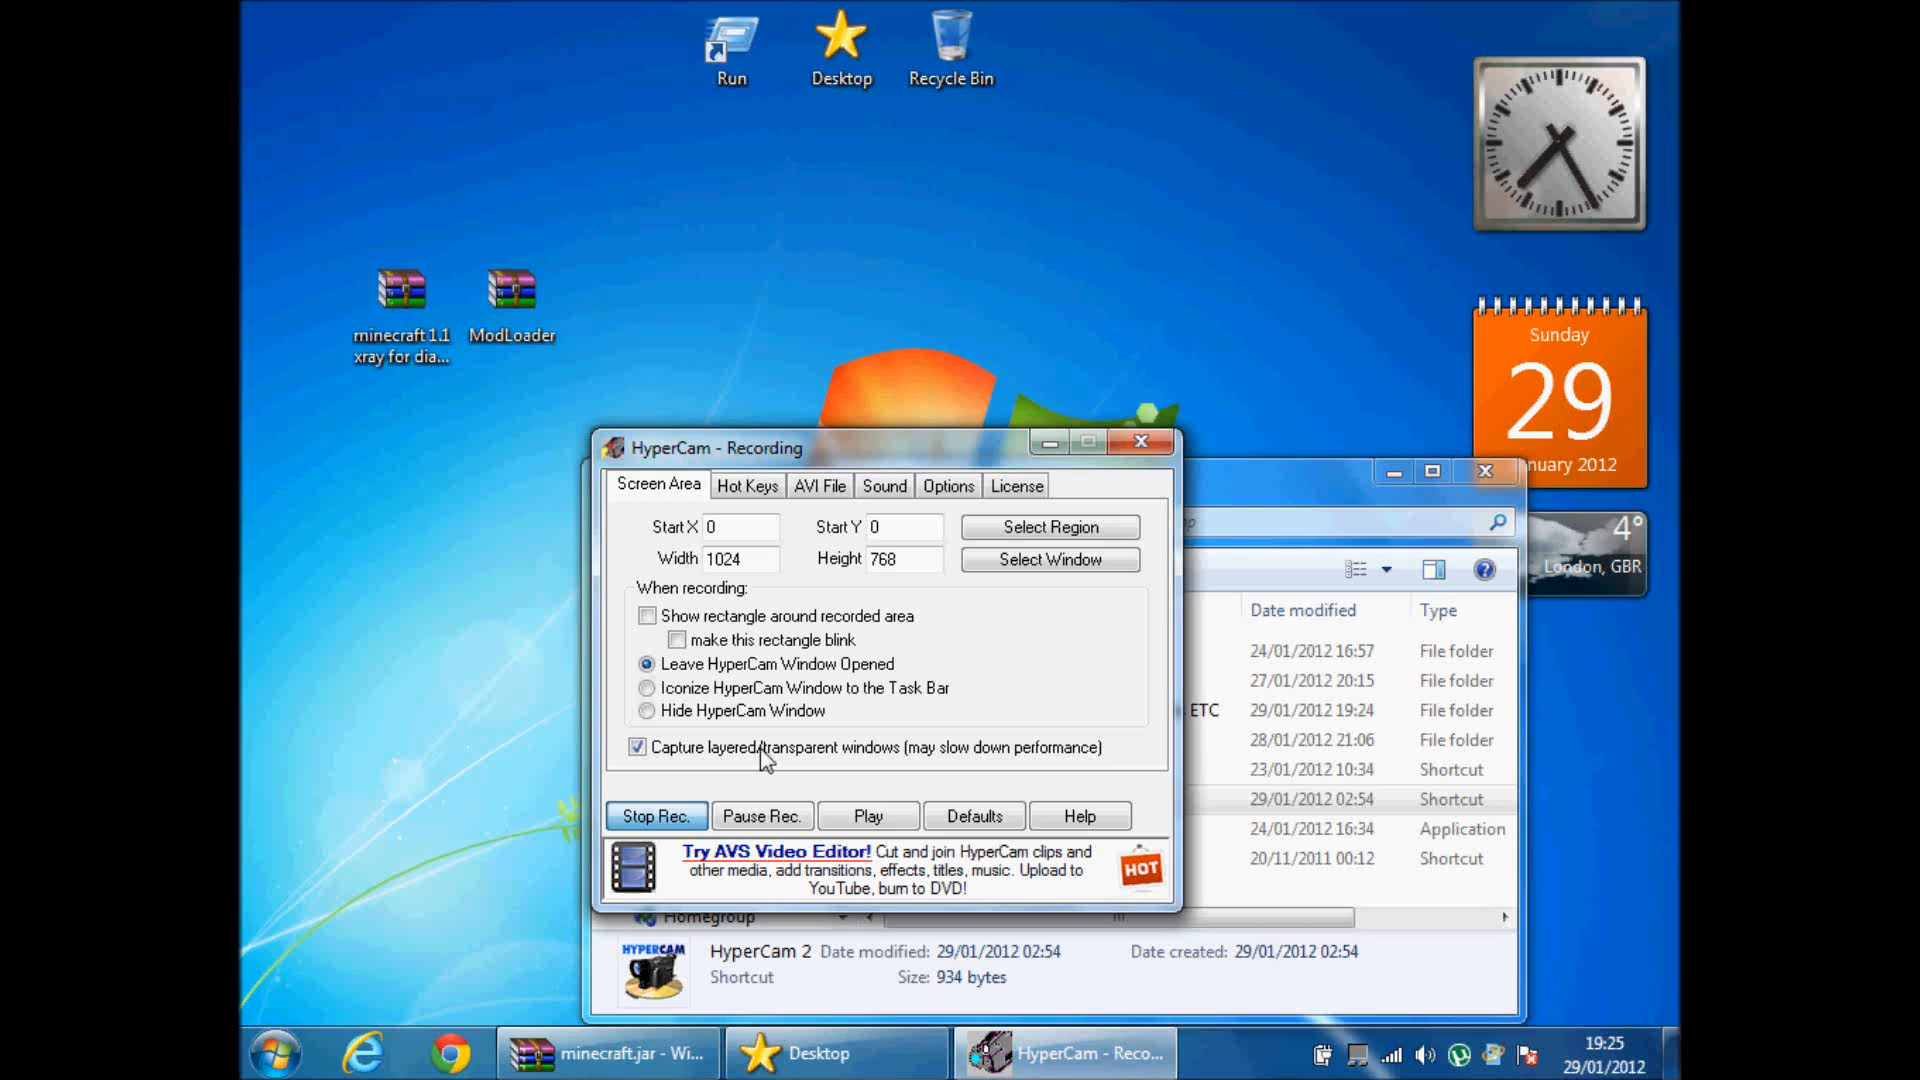 Run
Desktop
Recycle Bin
minecraft 1.1
xray for dia...
ModLoader
Sunday
29
nuary 2012
4°
London, GBR
HyperCam - Recording
Screen Area
Hot Keys
AVI File
Sound
Options
License
Start X 0
Start Y 0
Select Region
Width 1024
Height 768
Select Window
When recording:
Show rectangle around recorded area
make this rectangle blink
Leave HyperCam Window Opened
Iconize HyperCam Window to the Task Bar
Hide HyperCam Window
Capture layered/transparent windows (may slow down performance)
Stop Rec.
Pause Rec.
Play
Defaults
Help
Try AVS Video Editor! Cut and join HyperCam clips and
other media, add transitions, effects, titles, music. Upload to
YouTube, burn to DVD!
HOT
Date modified
Type
24/01/2012 16:57 File folder
27/01/2012 20:15 File folder
ETC 29/01/2012 19:24 File folder
28/01/2012 21:06 File folder
23/01/2012 10:34 Shortcut
29/01/2012 02:54 Shortcut
24/01/2012 16:34 Application
20/11/2011 00:12 Shortcut
Homegroup
HYPERCAM
HyperCam 2 Date modified: 29/01/2012 02:54 Date created: 29/01/2012 02:54
Shortcut Size: 934 bytes
minecraft.jar - Wi...
Desktop
HyperCam - Reco...
19:25
29/01/2012